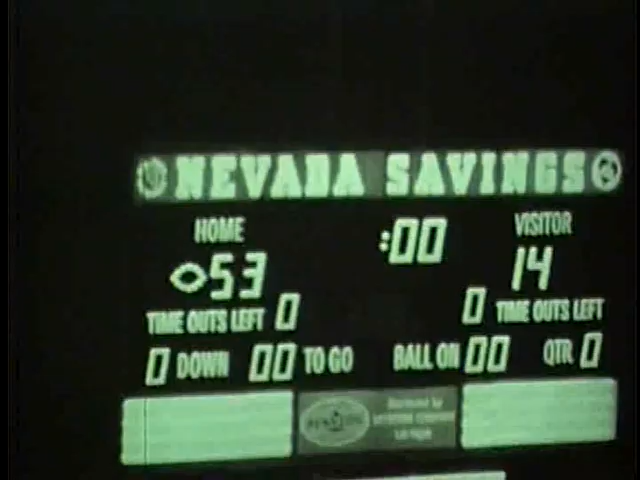 NEVADA SAVINGS
HOME :00 VISITOR
53 14
TIME OUTS LEFT 0 0 TIME OUTS LEFT
0 DOWN 00 TO GO BALL ON 00 QTR 0